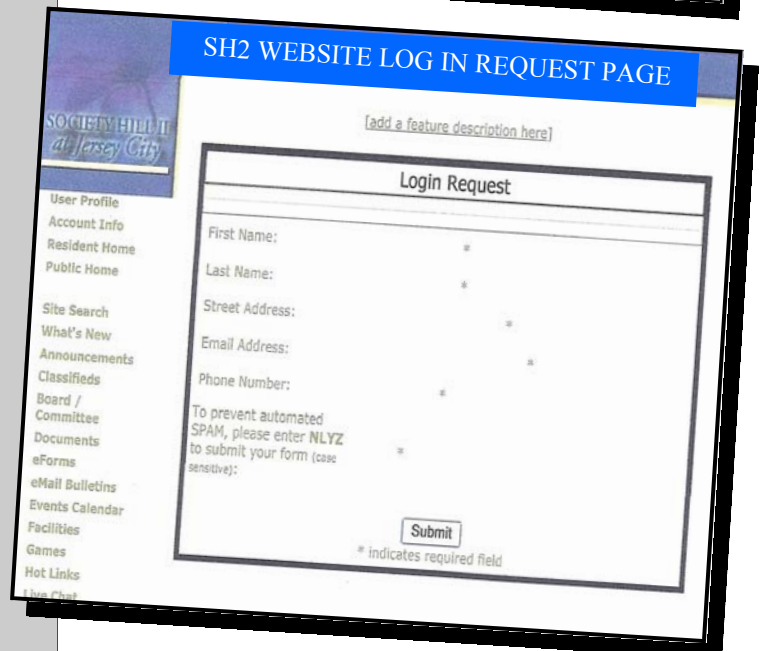 SH2 WEBSITE LOG IN REQUEST PAGE
SOCIETY HILL II
at Jersey City
User Profile
Account Info
Resident Home
Public Home
Site Search
What's New
Announcements
Classifieds
Board /
Committee
Documents
eForms
eMail Bulletins
Events Calendar
Facilities
Games
Hot Links
Live Chat
[add a feature description here]
Login Request
First Name: *
Last Name: *
Street Address: *
Email Address: *
Phone Number: *
To prevent automated
SPAM, please enter NLYZ
to submit your form (case *
sensitive):
Submit
* indicates required field